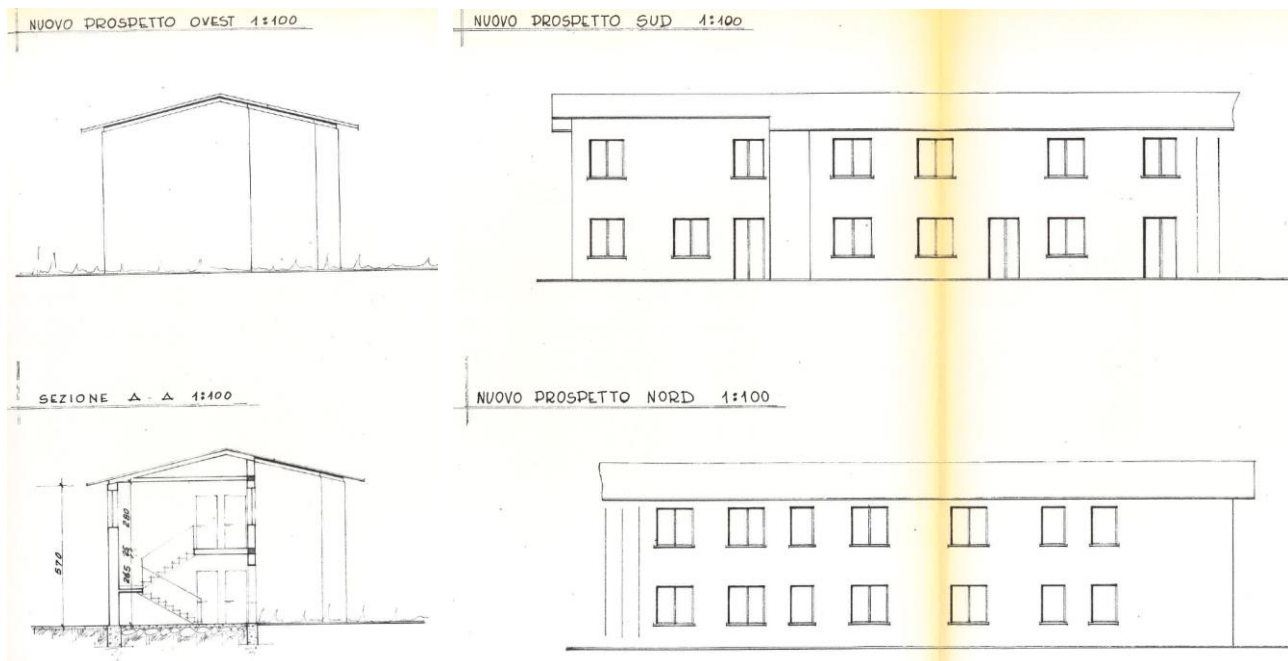 NUOVO PROSPETTO OVEST 1:100
NUOVO PROSPETTO SUD 1:100
SEZIONE A-A 1:100
570
265
25
280
NUOVO PROSPETTO NORD 1:100